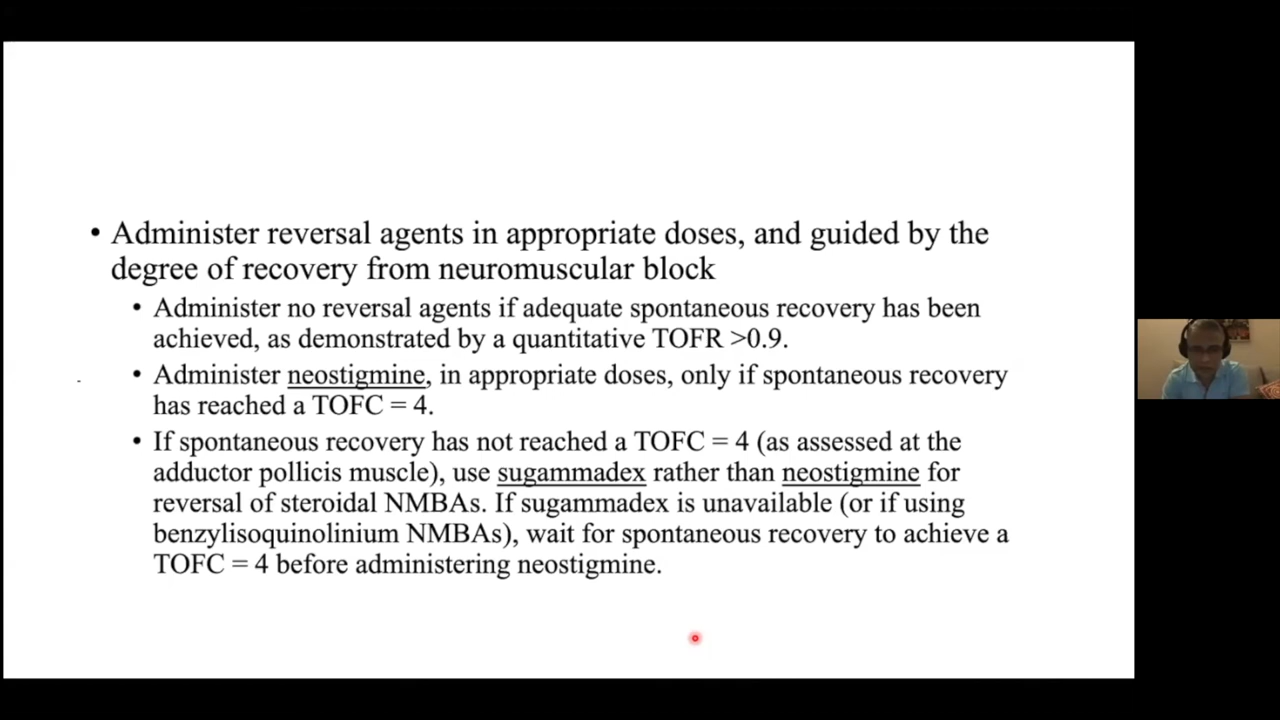 • Administer reversal agents in appropriate doses, and guided by the
degree of recovery from neuromuscular block
• Administer no reversal agents if adequate spontaneous recovery has been
achieved, as demonstrated by a quantitative TOFR >0.9.
• Administer neostigmine, in appropriate doses, only if spontaneous recovery
has reached a TOFC = 4.
• If spontaneous recovery has not reached a TOFC = 4 (as assessed at the
adductor pollicis muscle), use sugammadex rather than neostigmine for
reversal of steroidal NMBAs. If sugammadex is unavailable (or if using
benzylisoquinolinium NMBAs), wait for spontaneous recovery to achieve a
TOFC = 4 before administering neostigmine.